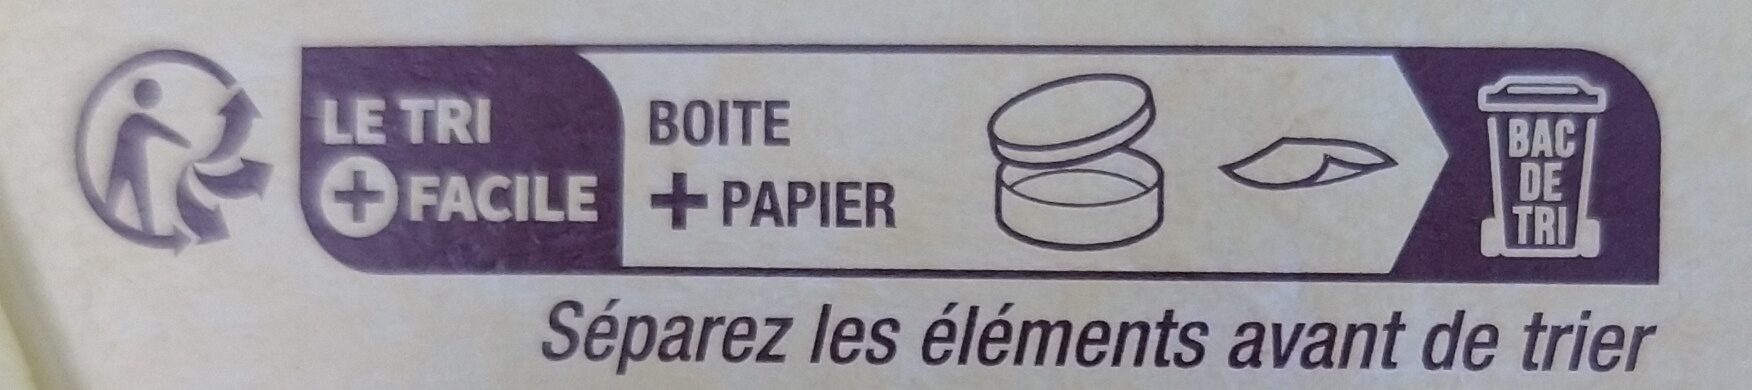 LE TRI
+ FACILE
BOITE
+ PAPIER
BAC
DE
TRI
Séparez les éléments avant de trier